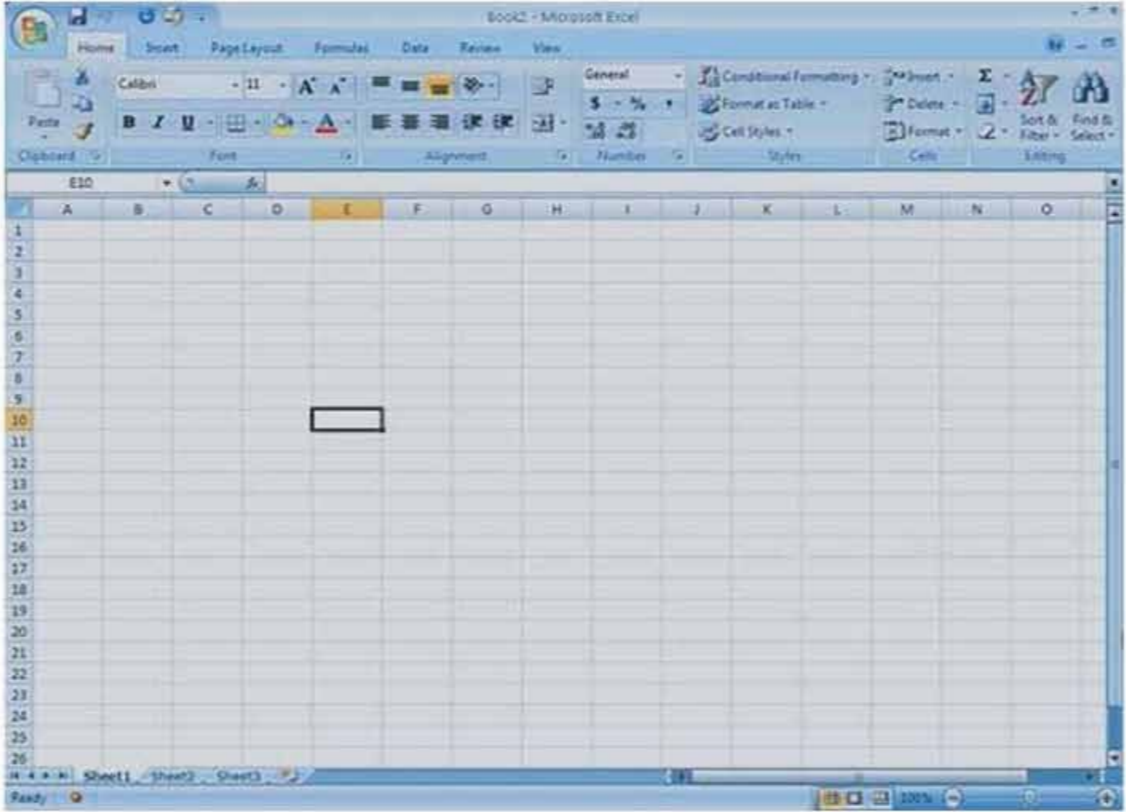 Book2 - Microsoft Excel
Home Insert Page Layout Formulas Data Review View
Calibri 11 A A General Conditional Formatting Insert Σ
Paste B I U A $ % , Format as Table Delete Sort & Filter Find & Select
Cell Styles Format
Clipboard Font Alignment Number Styles Cells Editing
E10 fx
A B C D E F G H I J K L M N O
1
2
3
4
5
6
7
8
9
10
11
12
13
14
15
16
17
18
19
20
21
22
23
24
25
26
Sheet1 Sheet2 Sheet3
Ready 100%